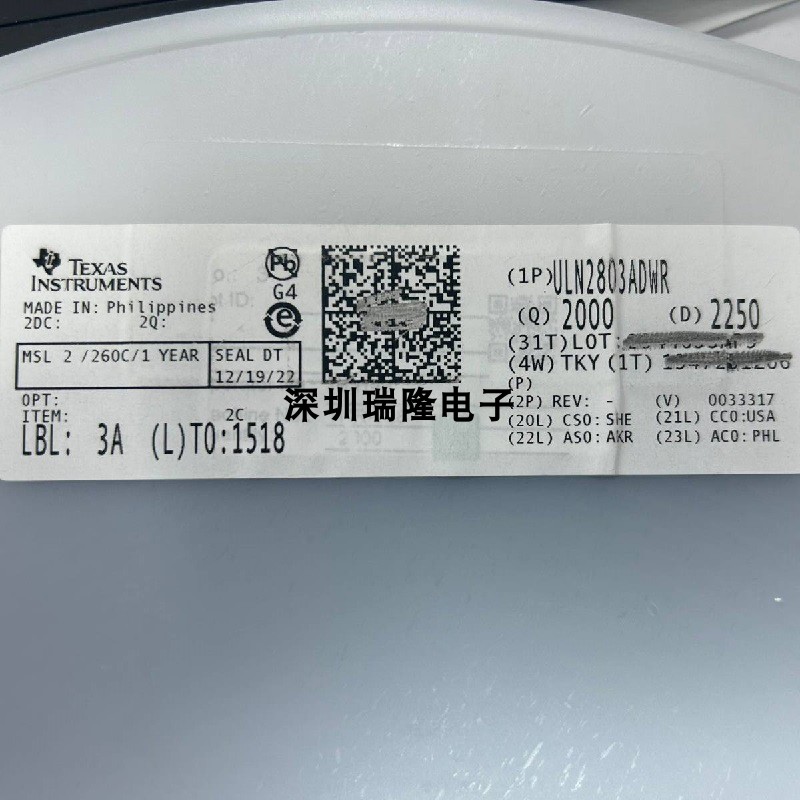 TEXAS
INSTRUMENTS
MADE IN: Philippines
2DC: 2Q:
MSL 2 /260C/1 YEAR
SEAL DT
12/19/22
OPT:
ITEM: 2C
LBL: 3A (L)TO:1518
Pb
G4
e
(1P)ULN2803ADWR
(Q) 2000 (D) 2250
(31T)LOT:
(4W) TKY (1T)
(P)
(2P) REV: - (V) 0033317
(20L) CSO: SHE (21L) CCO:USA
(22L) ASO: AKR (23L) ACO: PHL
深圳瑞隆电子